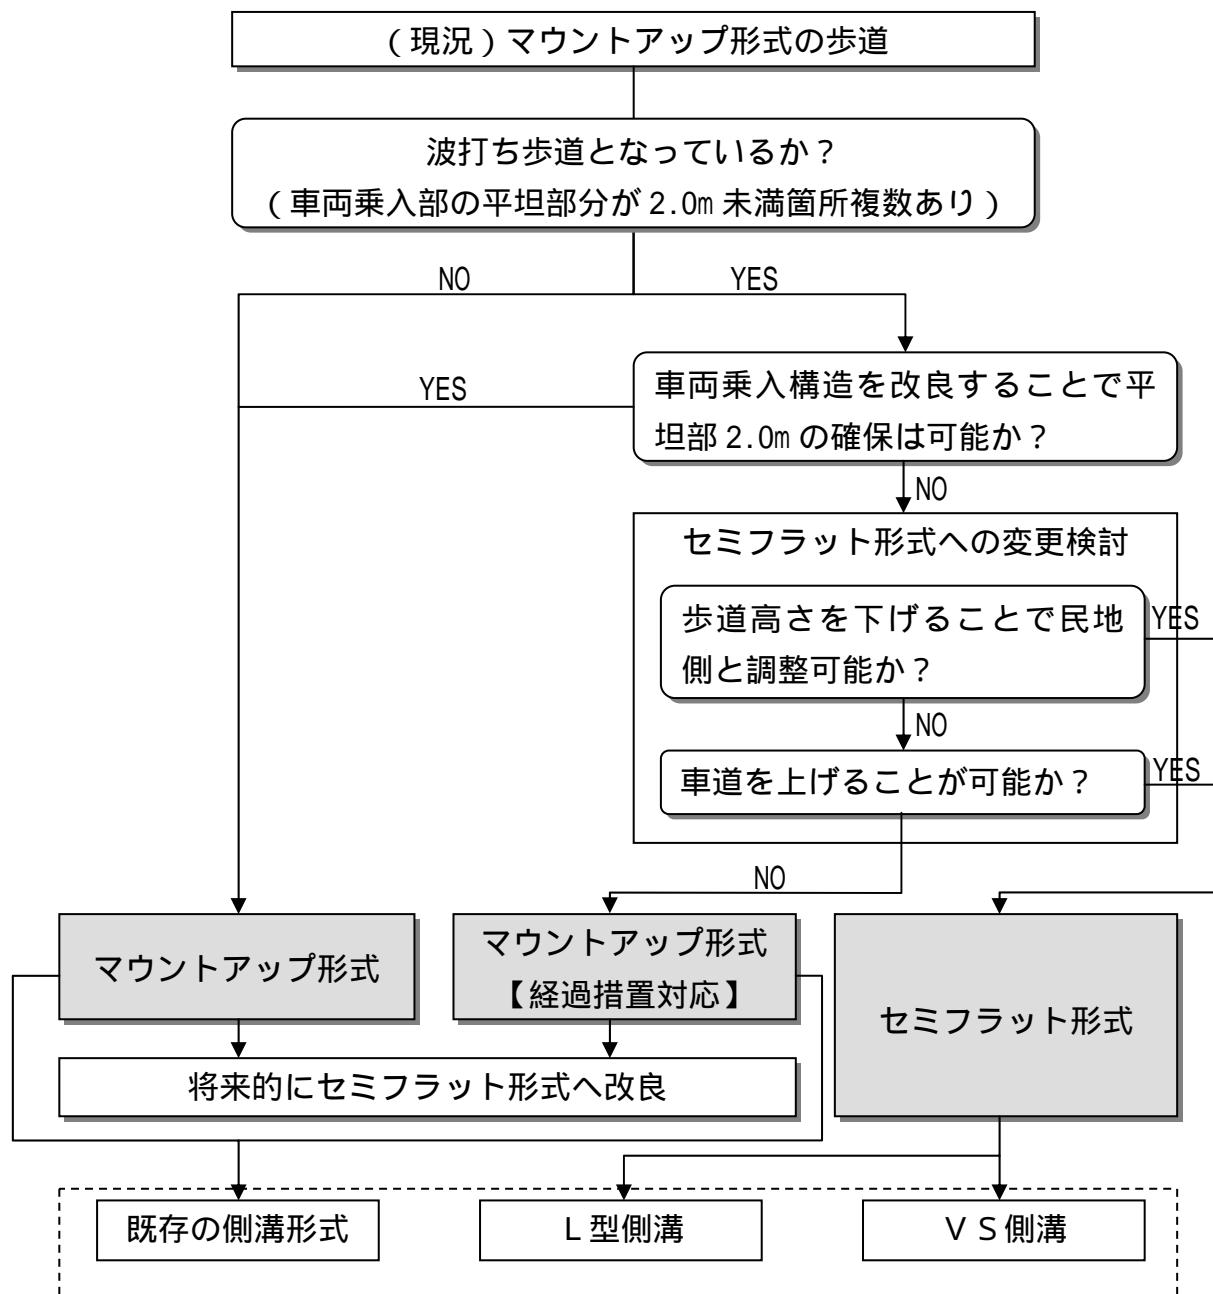 （現況）マウントアップ形式の歩道
波打ち歩道となっているか？
（車両乗入部の平坦部分が 2.0m 未満箇所複数あり）
NO
YES
車両乗入構造を改良することで平
坦部 2.0m の確保は可能か？
YES
NO
セミフラット形式への変更検討
歩道高さを下げることで民地
側と調整可能か？
YES
NO
車道を上げることが可能か？
YES
NO
マウントアップ形式
マウントアップ形式
【経過措置対応】
セミフラット形式
将来的にセミフラット形式へ改良
既存の側溝形式
Ｌ型側溝
ＶＳ側溝